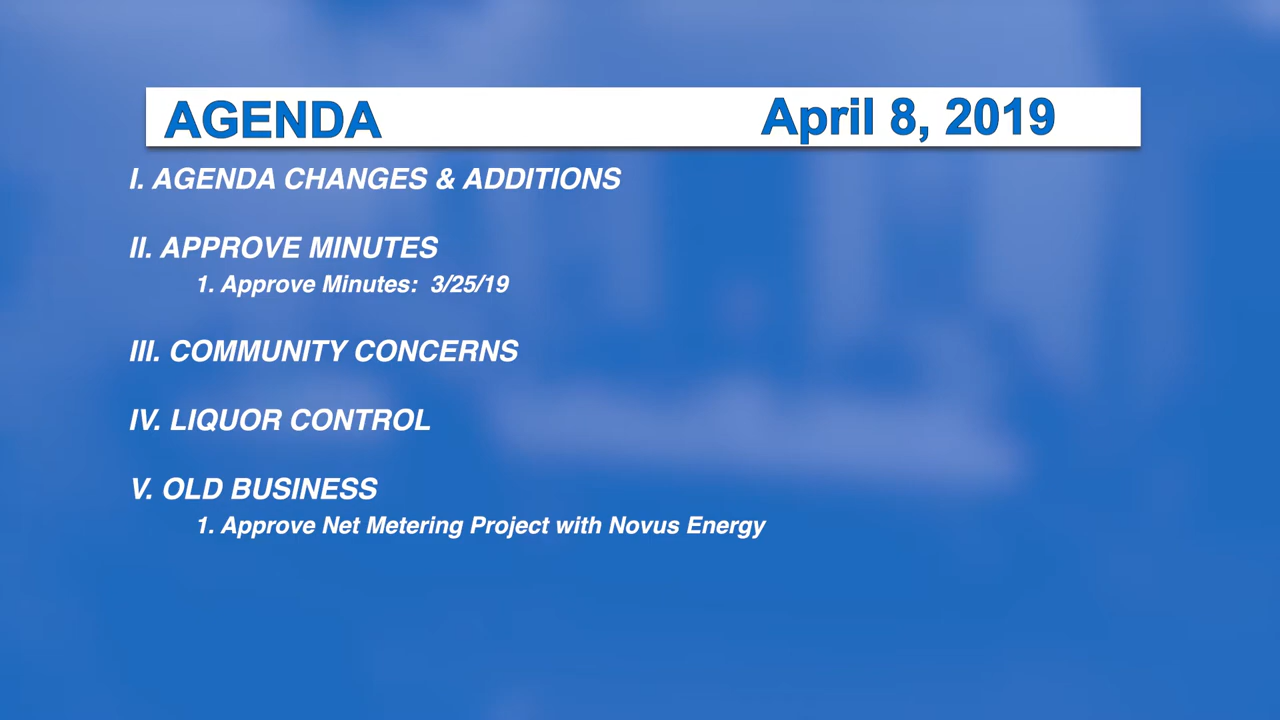 AGENDA April 8, 2019
I. AGENDA CHANGES & ADDITIONS
II. APPROVE MINUTES
1. Approve Minutes: 3/25/19
III. COMMUNITY CONCERNS
IV. LIQUOR CONTROL
V. OLD BUSINESS
1. Approve Net Metering Project with Novus Energy